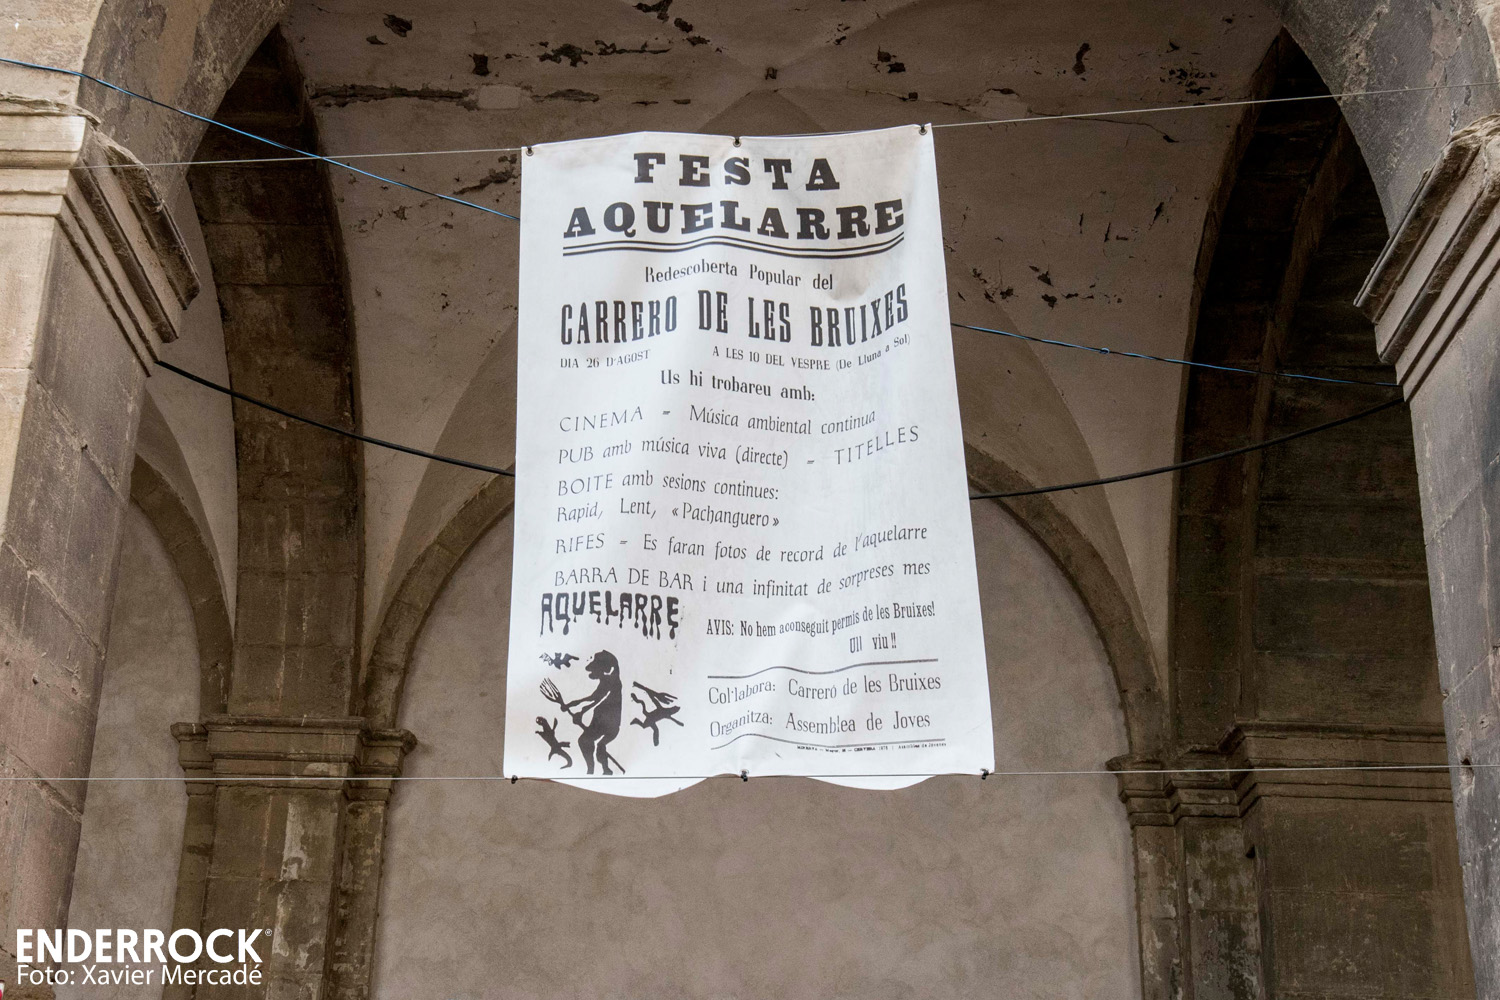 FESTA
AQUELARRE
Redescoberta Popular del
CARRERO DE LES BRUIXES
DIA 26 D'AGOST A LES 10 DEL VESPRE (De Lluna a Sol)
Us hi trobareu amb:
CINEMA - Música ambiental continua
PUB amb música viva (directe) - TITELLES
BOITE amb sesions continues:
Rapid, Lent, «Pachanguero»
RIFES - Es faran fotos de record de l'aquelarre
BARRA DE BAR i una infinitat de sorpreses mes
AQUELARRE
AVIS: No hem aconseguit permis de les Bruixes!
Ull viu!!
Col·labora: Carreró de les Bruixes
Organitza: Assemblea de Joves
ENDERROCK®
Foto: Xavier Mercadé